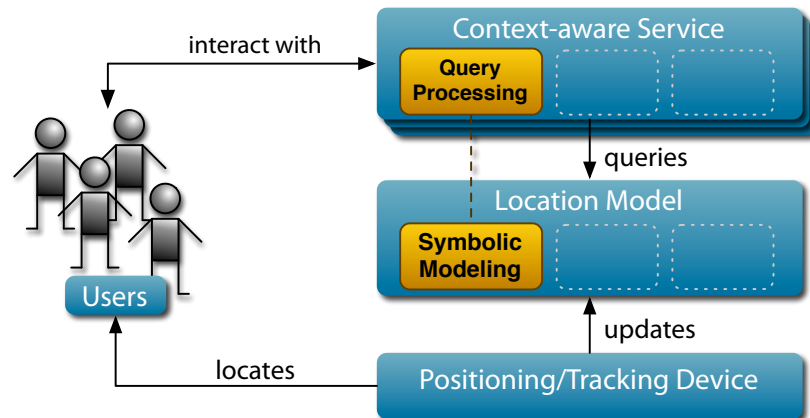 Context-aware Service
interact with
Query
Processing
queries
Location Model
Symbolic
Modeling
Users
updates
locates
Positioning/Tracking Device